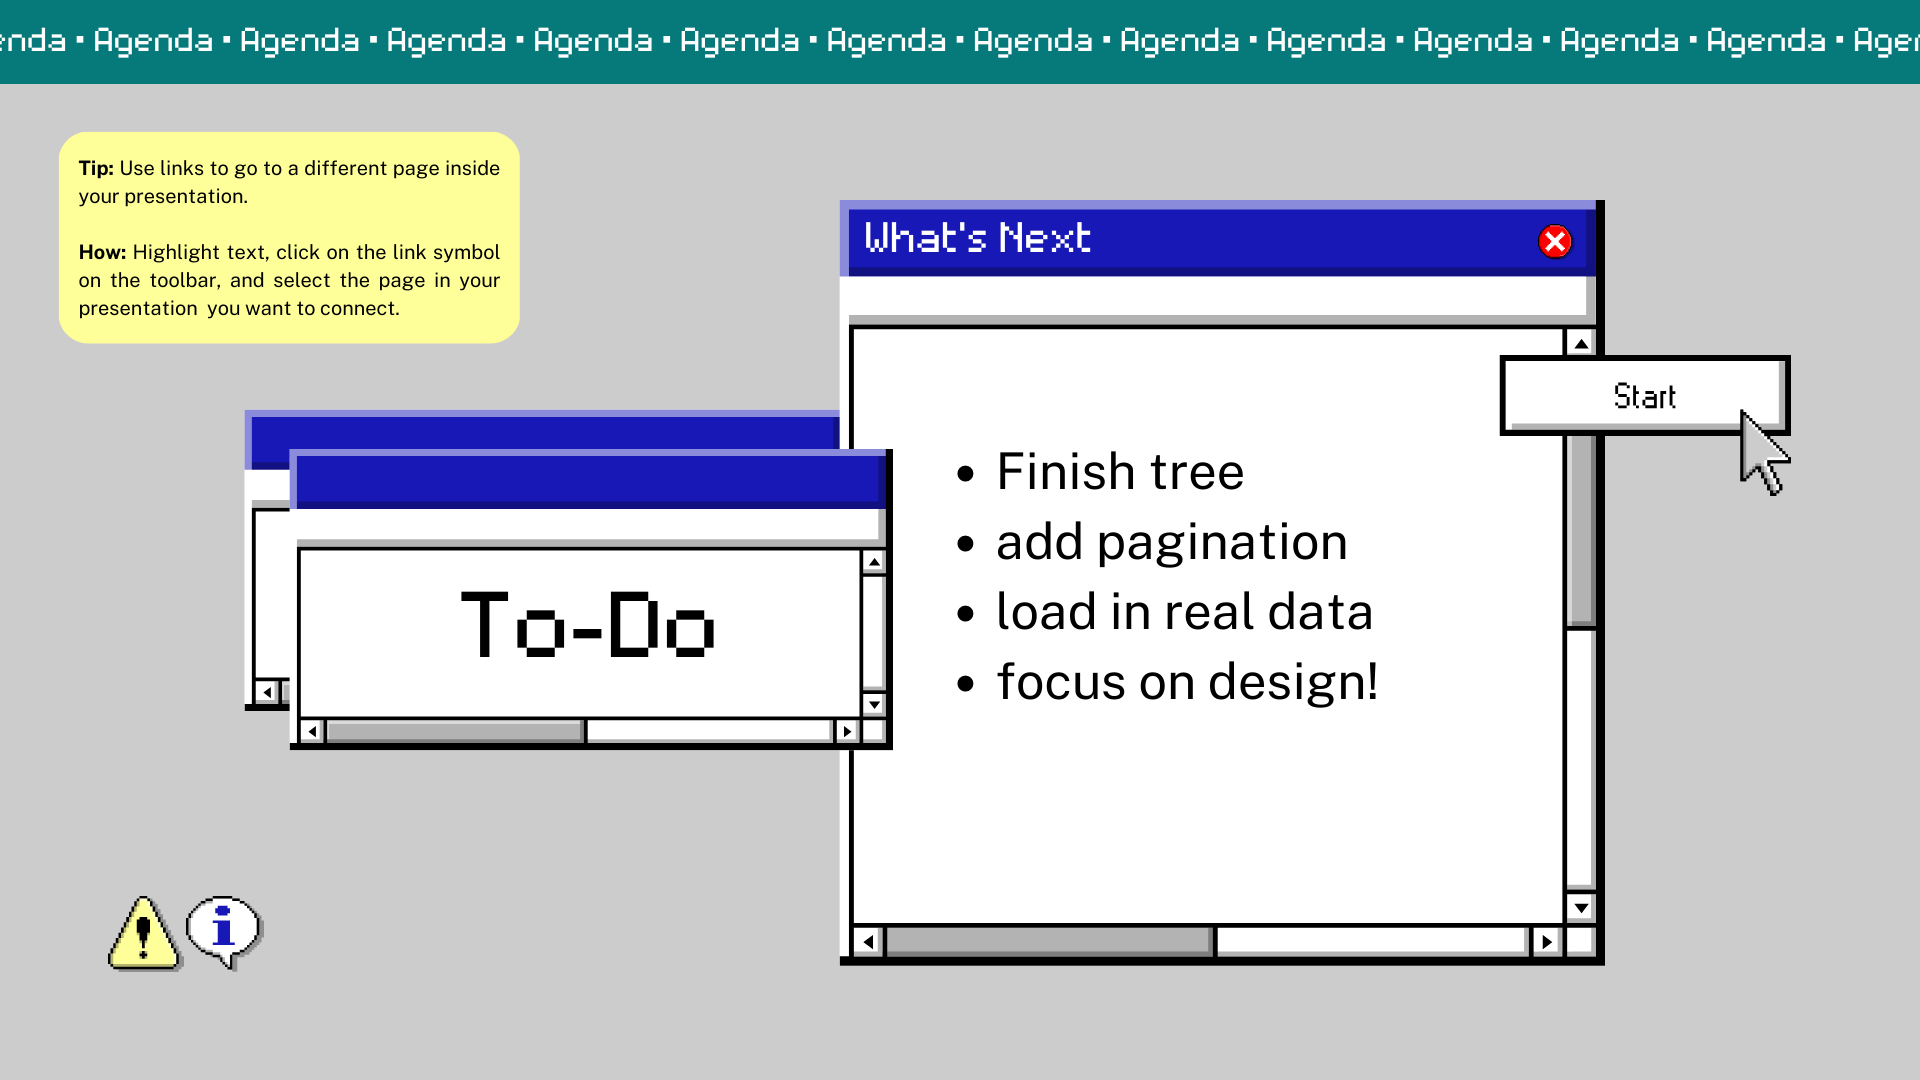 enda • Agenda • Agenda • Agenda • Agenda • Agenda • Agenda • Agenda • Agenda • Agenda • Agenda • Agenda • Agenda • Agen
Tip: Use links to go to a different page inside
your presentation.
How: Highlight text, click on the link symbol
on the toolbar, and select the page in your
presentation you want to connect.
What's Next
Start
To-Do
• Finish tree
• add pagination
• load in real data
• focus on design!